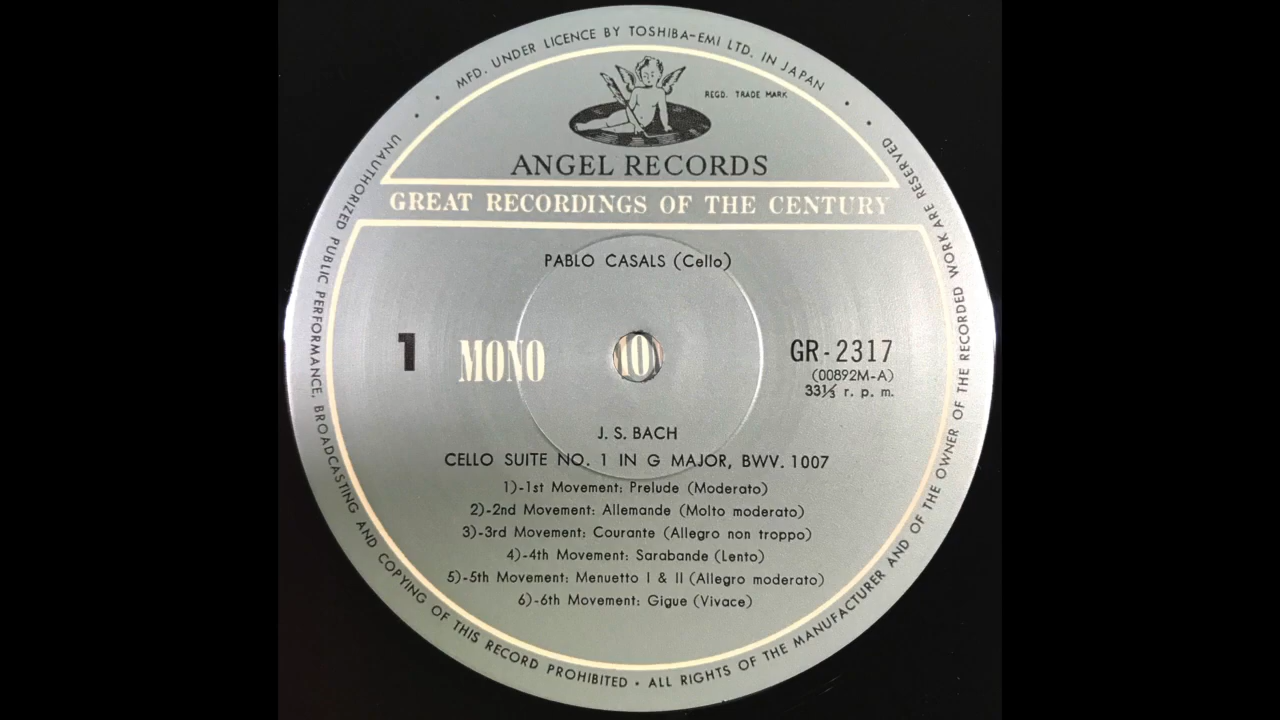 MFD. UNDER LICENCE BY TOSHIBA-EMI LTD. IN JAPAN
REGD. TRADE MARK
ANGEL RECORDS
GREAT RECORDINGS OF THE CENTURY
PABLO CASALS (Cello)
1
MONO
10
GR-2317
(00892M-A)
33⅓ r. p. m.
J. S. BACH
CELLO SUITE NO. 1 IN G MAJOR, BWV. 1007
1)-1st Movement: Prelude (Moderato)
2)-2nd Movement: Allemande (Molto moderato)
3)-3rd Movement: Courante (Allegro non troppo)
4)-4th Movement: Sarabande (Lento)
5)-5th Movement: Menuetto I & II (Allegro moderato)
6)-6th Movement: Gigue (Vivace)
UNAUTHORIZED PUBLIC PERFORMANCE, BROADCASTING AND COPYING OF THIS RECORD PROHIBITED • ALL RIGHTS OF THE MANUFACTURER AND OF THE OWNER OF THE RECORDED WORK ARE RESERVED